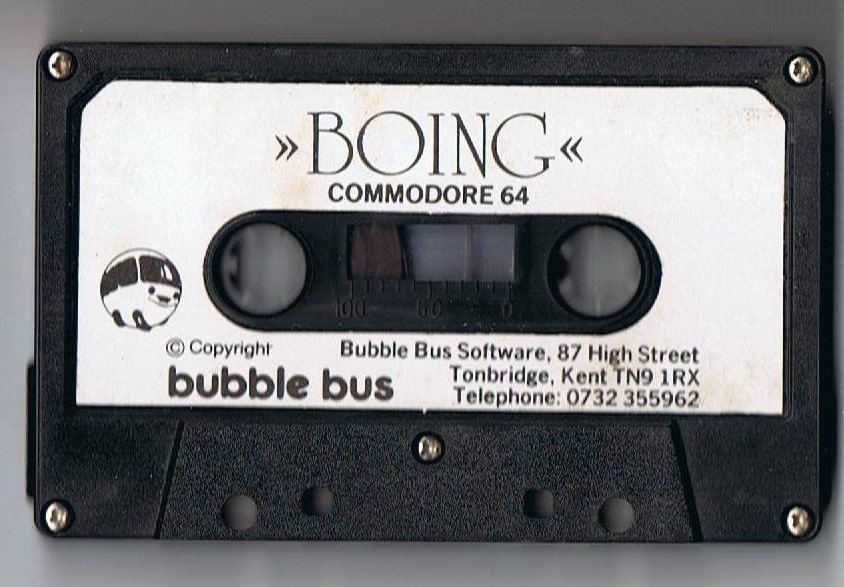 »BOING«
COMMODORE 64
100 50 0
© Copyright
bubble bus
Bubble Bus Software, 87 High Street
Tonbridge, Kent TN9 1RX
Telephone: 0732 355962